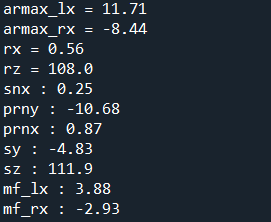 armax_lx = 11.71
armax_rx = -8.44
rx = 0.56
rz = 108.0
snx : 0.25
prny : -10.68
prnx : 0.87
sy : -4.83
sz : 111.9
mf_lx : 3.88
mf_rx : -2.93